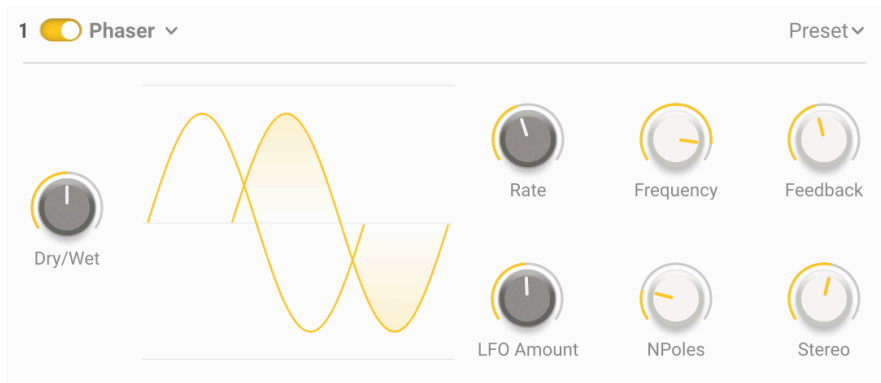 1 Phaser Preset
Rate Frequency Feedback
Dry/Wet
LFO Amount NPoles Stereo